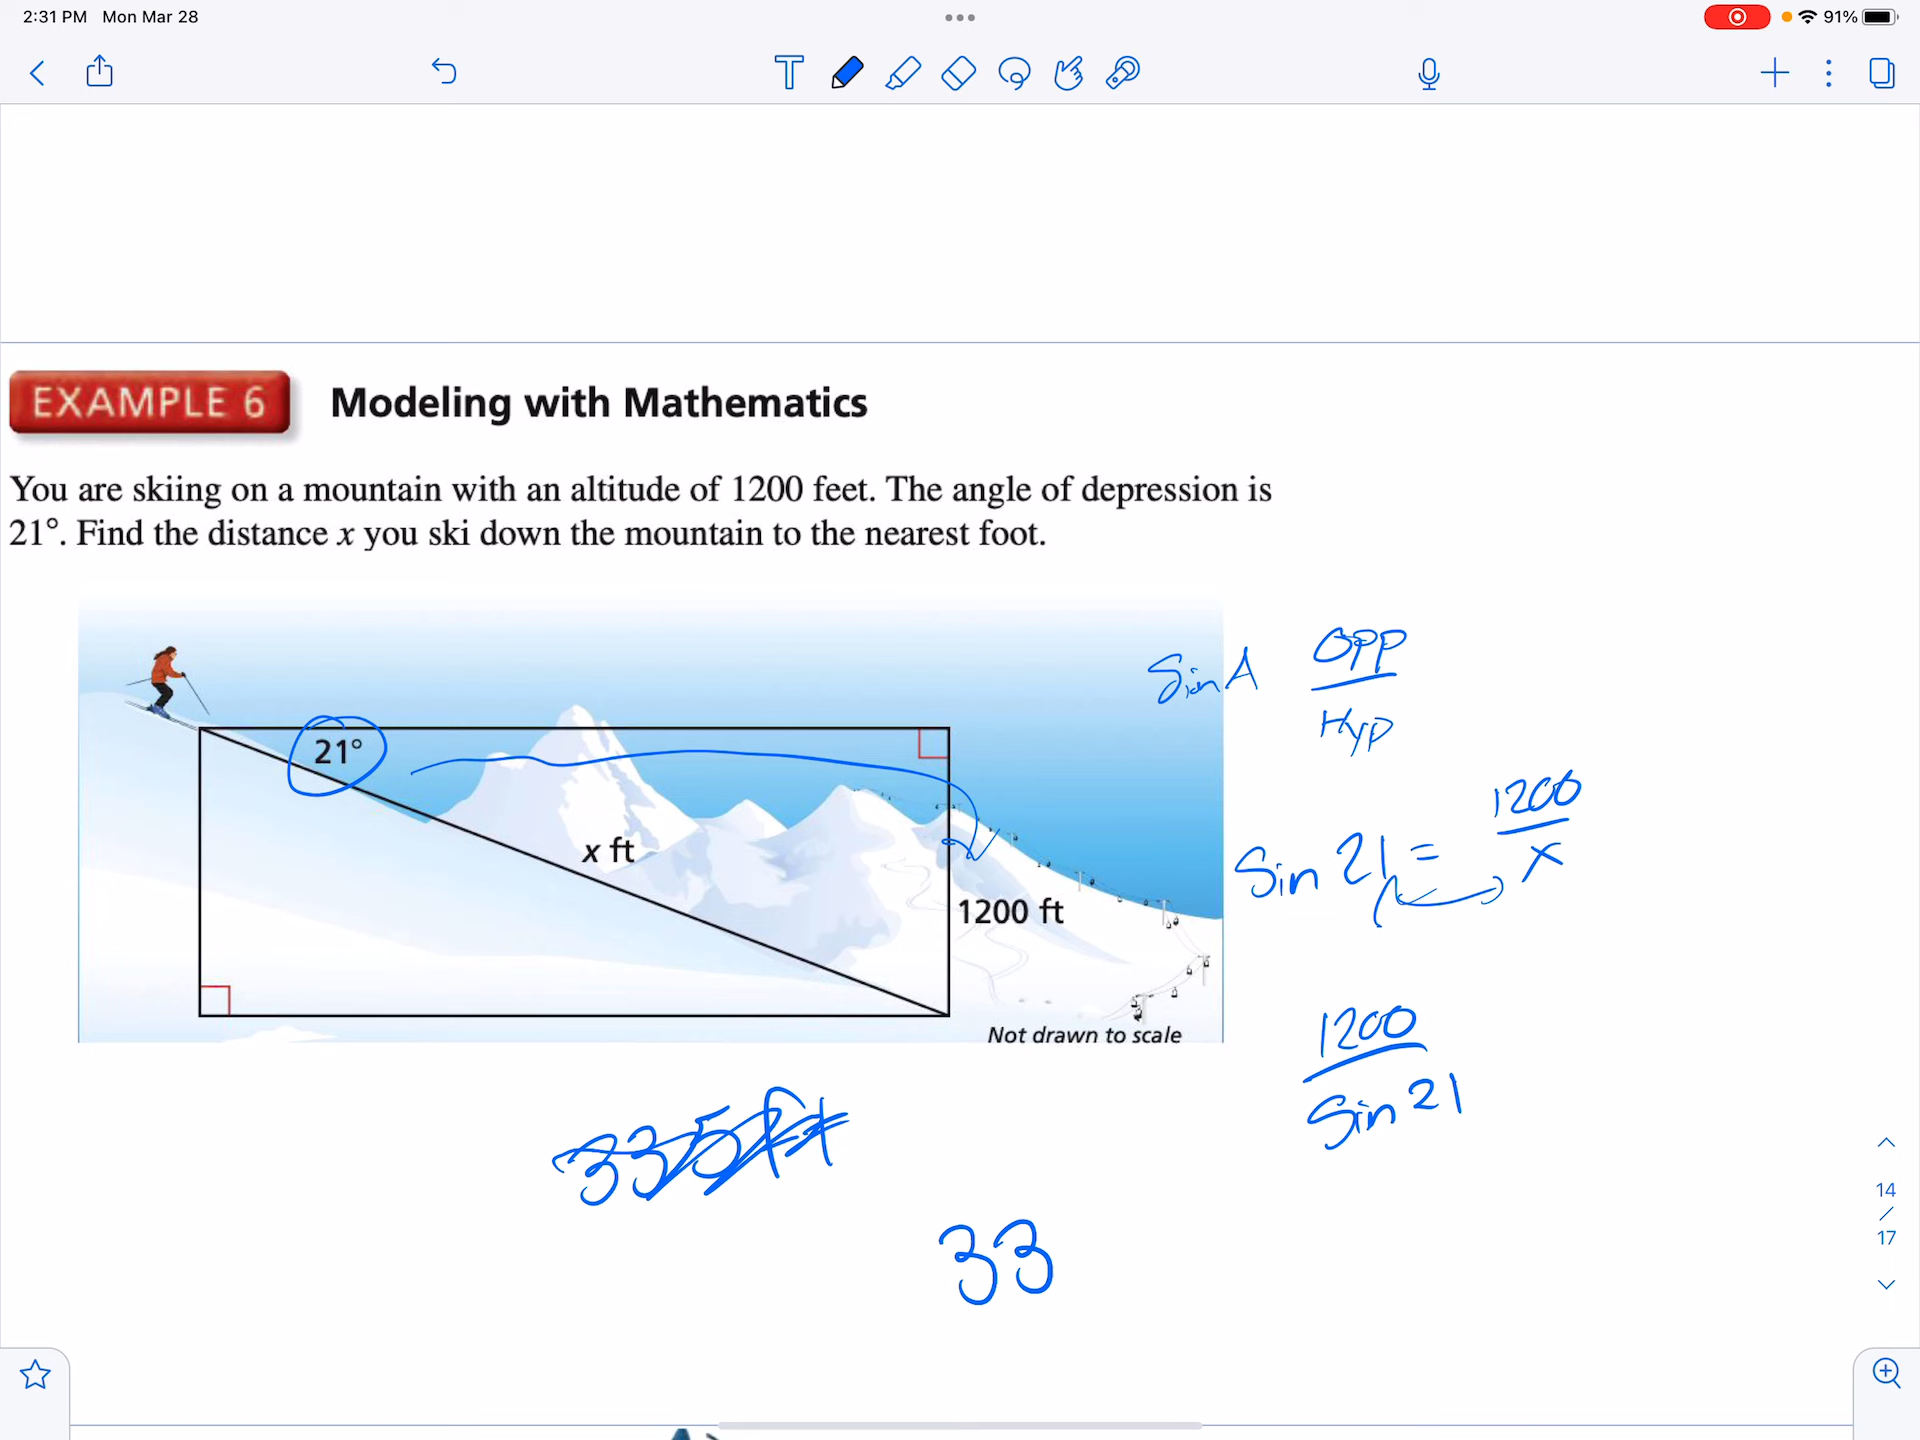 2:31 PM Mon Mar 28
91%
T
EXAMPLE 6 Modeling with Mathematics
You are skiing on a mountain with an altitude of 1200 feet. The angle of depression is
21°. Find the distance x you ski down the mountain to the nearest foot.
21°
x ft
1200 ft
Not drawn to scale
Sin A Opp
Hyp
Sin 21 = 1200
x
1200
Sin 21
335 ft
33
14
/
17